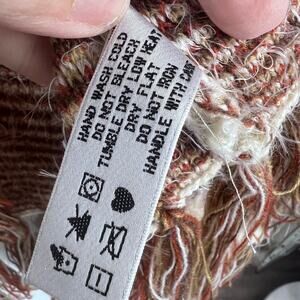 HAND WASH COLD
DO NOT BLEACH
TUMBLE DRY LOW HEAT
DRY FLAT
DO NOT IRON
HANDLE WITH CARE